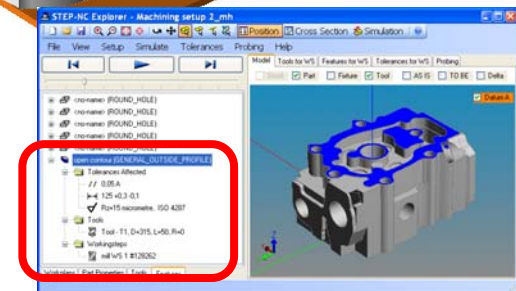 STEP-NC Explorer - Machining setup 2_mh
Position Cross Section Simulation
File View Setup Simulate Tolerances Probing Help
Model Tools for WS Features for WS Tolerances for WS Probing
Part Fixture Tool AS IS TO BE Delta
Datum A
<no-name> (ROUND_HOLE)
<no-name> (ROUND_HOLE)
<no-name> (ROUND_HOLE)
<no-name> (ROUND_HOLE)
<no-name> (ROUND_HOLE)
open contour (GENERAL_OUTSIDE_PROFILE)
Tolerances Affected
// 0,05 A
125 +0,3 -0,1
Rz=15 micrometre, ISO 4287
Tools
Tool - T1, D=315, L=50, R=0
Workingsteps
mill WS 1 #128262
Workplans Part Properties Tools Features